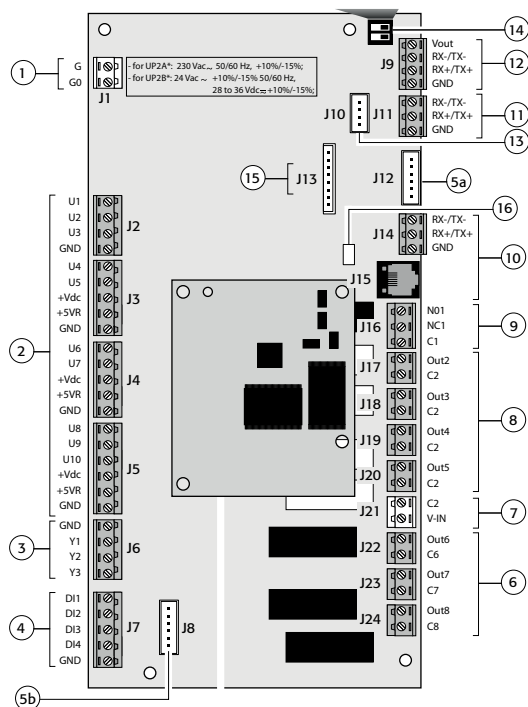 14
1
G
G0
J1
- for UP2A*: 230 Vac ~, 50/60 Hz, +10%/-15%;
- for UP2B*: 24 Vac ~ +10%/-15% 50/60 Hz,
28 to 36 Vdc ⎓ +10%/-15%;
J9
Vout
RX-/TX-
RX+/TX+
GND
12
J10
J11
RX-/TX-
RX+/TX+
GND
11
13
15
J13
J12
5a
16
2
U1
U2
U3
GND
J2
J14
RX-/TX-
RX+/TX+
GND
10
J15
U4
U5
+Vdc
+5VR
GND
J3
J16
N01
NC1
C1
9
U6
U7
+Vdc
+5VR
GND
J4
J17
Out2
C2
J18
Out3
C2
8
U8
U9
U10
+Vdc
+5VR
GND
J5
J19
Out4
C2
J20
Out5
C2
J21
C2
V-IN
7
3
GND
Y1
Y2
Y3
J6
J22
Out6
C6
6
J23
Out7
C7
4
DI1
DI2
DI3
DI4
GND
J7
J8
J24
Out8
C8
5b